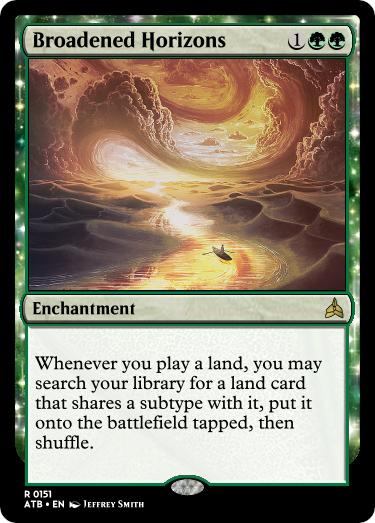 Broadened Horizons 1
Enchantment
Whenever you play a land, you may
search your library for a land card
that shares a subtype with it, put it
onto the battlefield tapped, then
shuffle.
R 0151
ATB • EN Jeffrey Smith